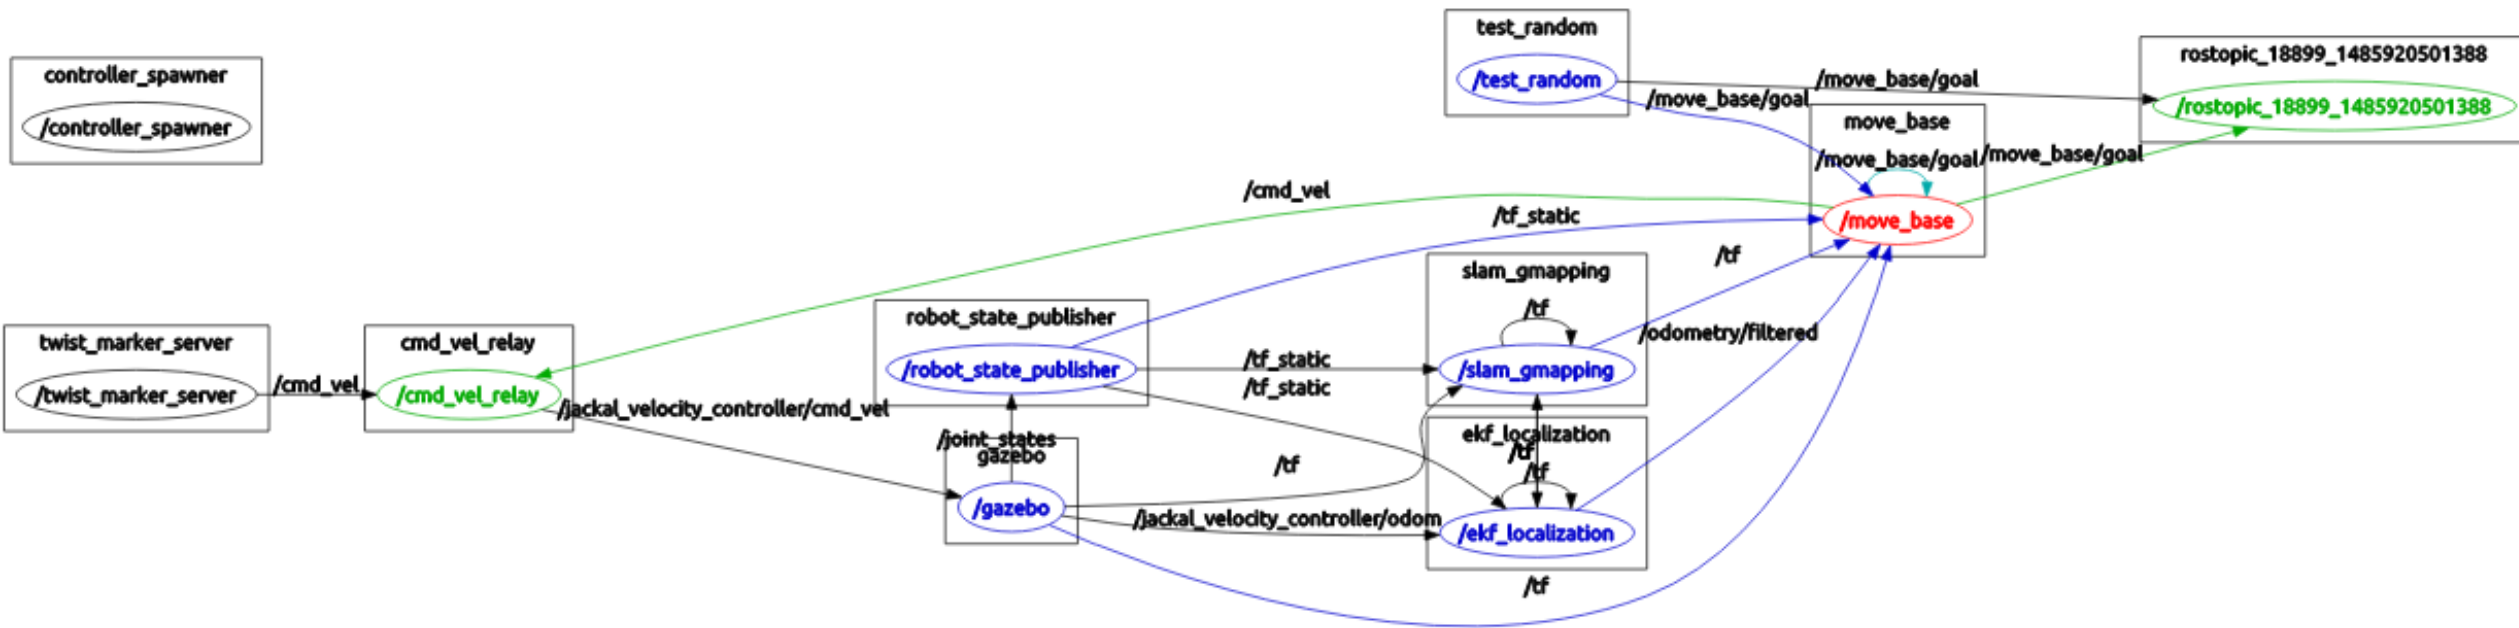 test_random
/test_random
controller_spawner
/controller_spawner
rostopic_18899_1485920501388
/rostopic_18899_1485920501388
/move_base/goal
/move_base/goal
move_base
/move_base/goal
/move_base/goal
/move_base
/cmd_vel
/tf_static
/tf
slam_gmapping
/tf
/slam_gmapping
robot_state_publisher
/robot_state_publisher
/tf_static
/tf_static
/odometry/filtered
twist_marker_server
/twist_marker_server
/cmd_vel
cmd_vel_relay
/cmd_vel_relay
/jackal_velocity_controller/cmd_vel
/joint_states
gazebo
/gazebo
/tf
/jackal_velocity_controller/odom
ekf_localization
/tf
/tf
/ekf_localization
/tf